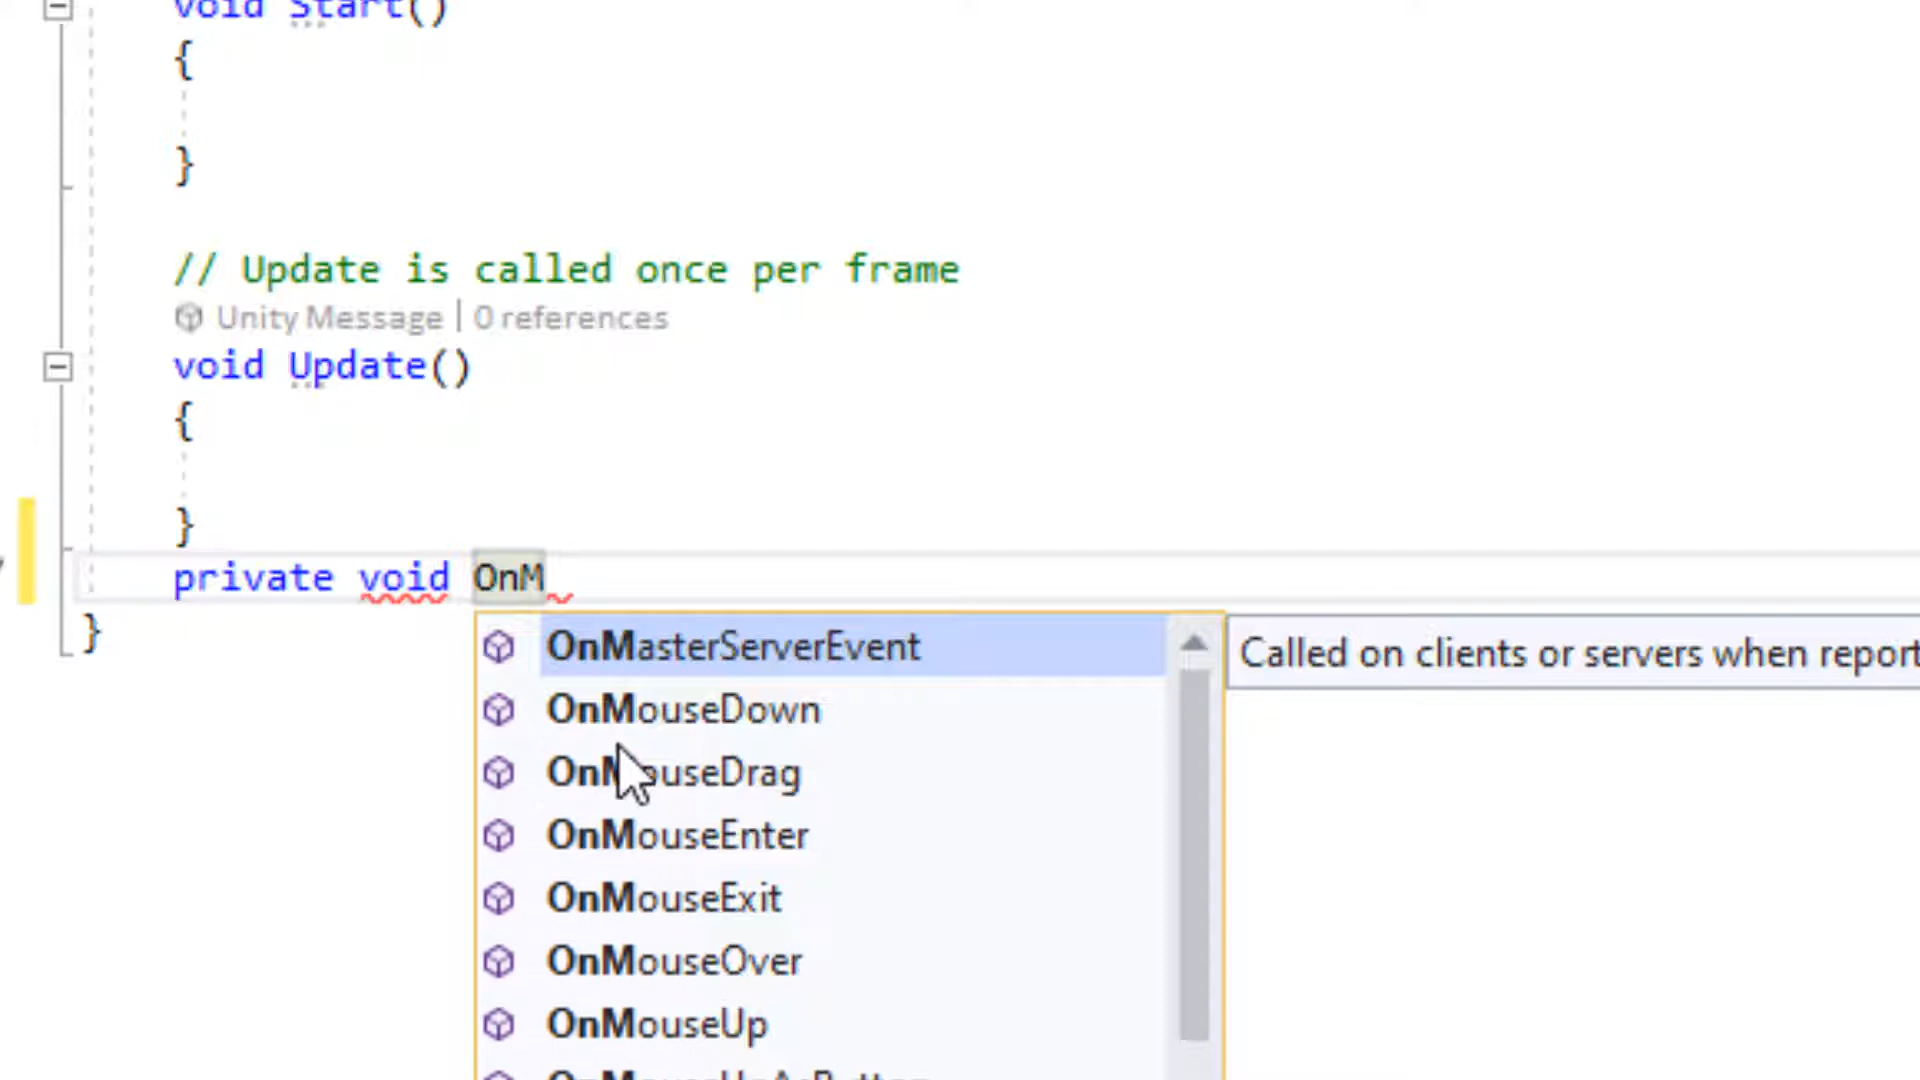 void Start()
{
}
// Update is called once per frame
Unity Message | 0 references
void Update()
{
}
private void OnM
}
OnMasterServerEvent
Called on clients or servers when report
OnMouseDown
OnMouseDrag
OnMouseEnter
OnMouseExit
OnMouseOver
OnMouseUp
OnMouseUpAsButton